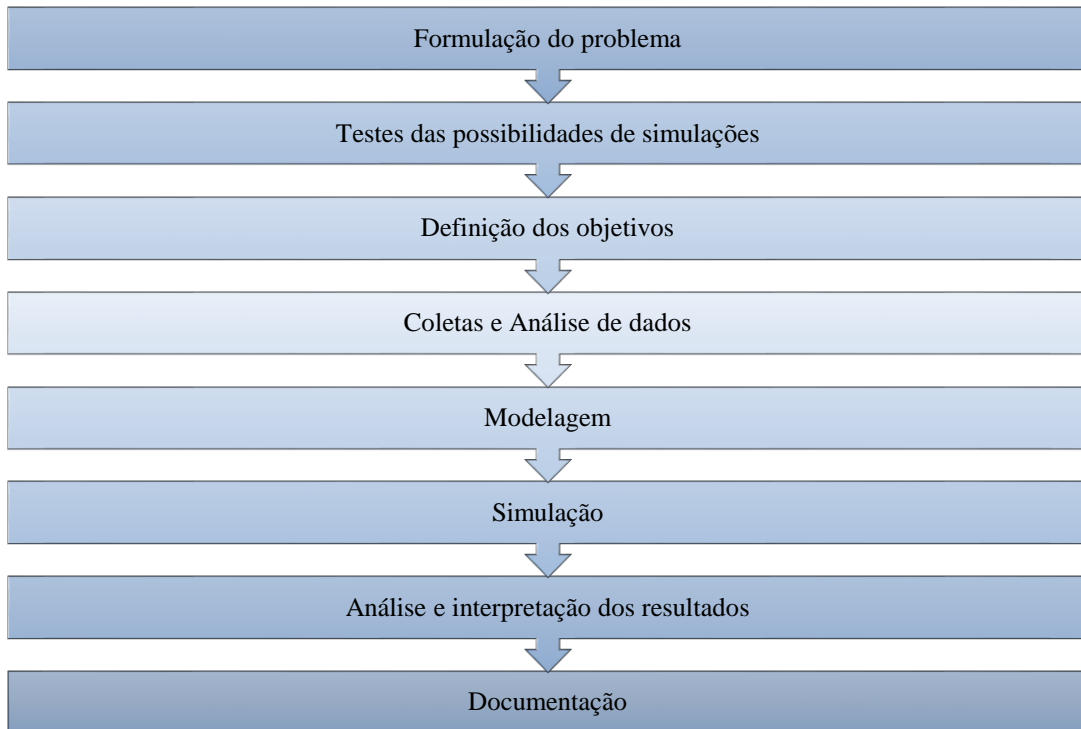 Formulação do problema
Testes das possibilidades de simulações
Definição dos objetivos
Coletas e Análise de dados
Modelagem
Simulação
Análise e interpretação dos resultados
Documentação